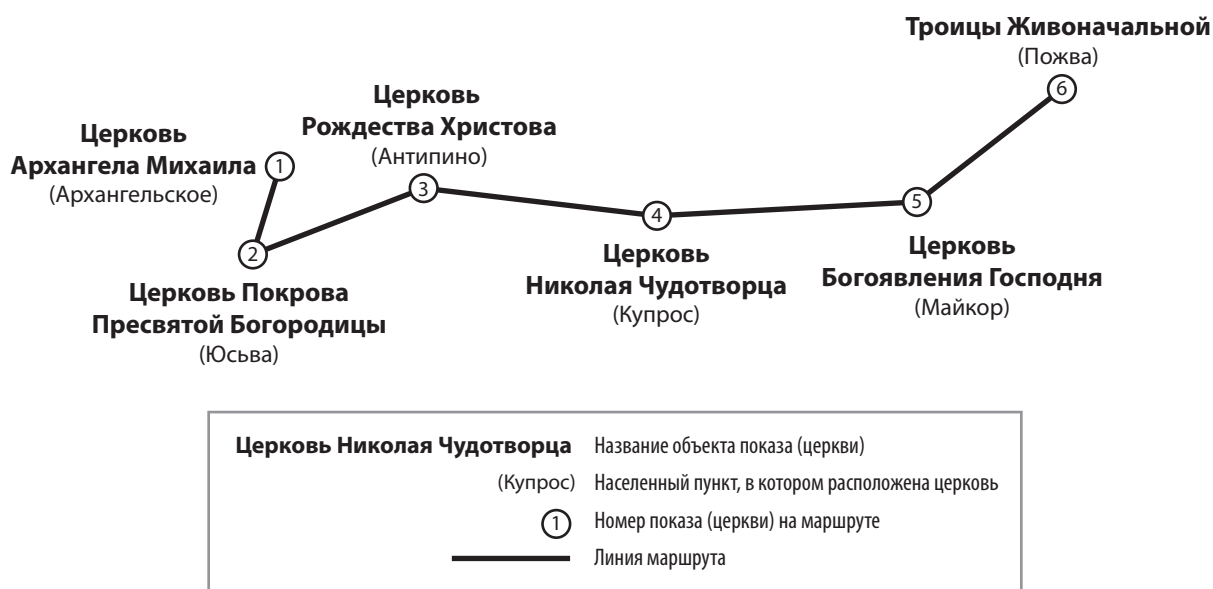 Троицы Живоначальной
(Пожва)
6
Церковь
Рождества Христова
(Антипино)
3
Церковь
Архангела Михаила
(Архангельское)
1
2
Церковь Покрова
Пресвятой Богородицы
(Юсьва)
4
Церковь
Николая Чудотворца
(Купрос)
5
Церковь
Богоявления Господня
(Майкор)
Церковь Николая Чудотворца Название объекта показа (церкви)
(Купрос) Населенный пункт, в котором расположена церковь
1 Номер показа (церкви) на маршруте
Линия маршрута